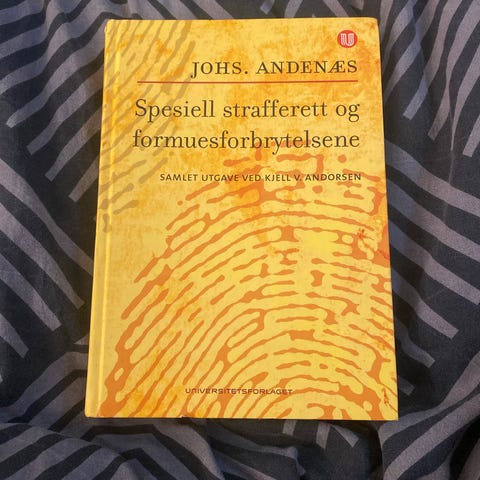 JOHS. ANDENÆS
Spesiell strafferett og
formuesforbrytelsene
SAMLET UTGAVE VED KJELL V. ANDORSEN
UNIVERSITETSFORLAGET